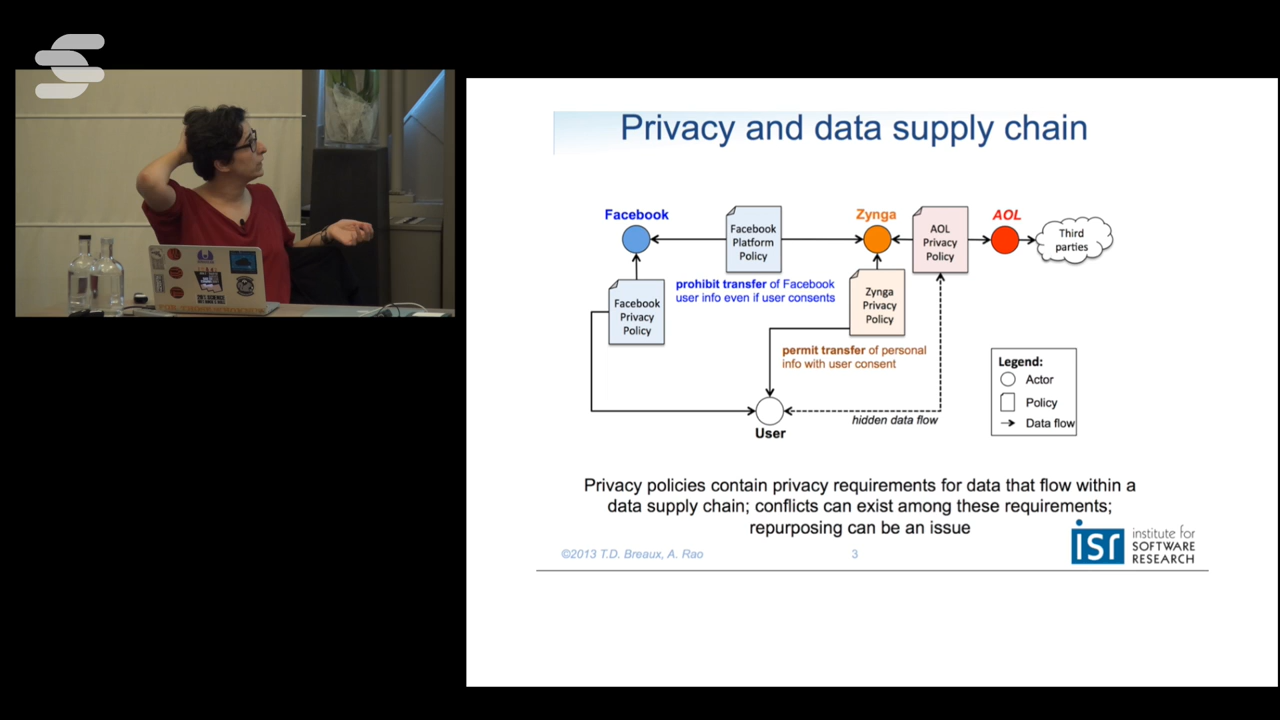 Privacy and data supply chain
Facebook
Zynga
AOL
Facebook
Platform
Policy
AOL
Privacy
Policy
Third
parties
prohibit transfer of Facebook
user info even if user consents
Facebook
Privacy
Policy
Zynga
Privacy
Policy
permit transfer of personal
info with user consent
Legend:
Actor
Policy
Data flow
hidden data flow
User
Privacy policies contain privacy requirements for data that flow within a
data supply chain; conflicts can exist among these requirements;
repurposing can be an issue
©2013 T.D. Breaux, A. Rao
3
isr institute for
SOFTWARE
RESEARCH